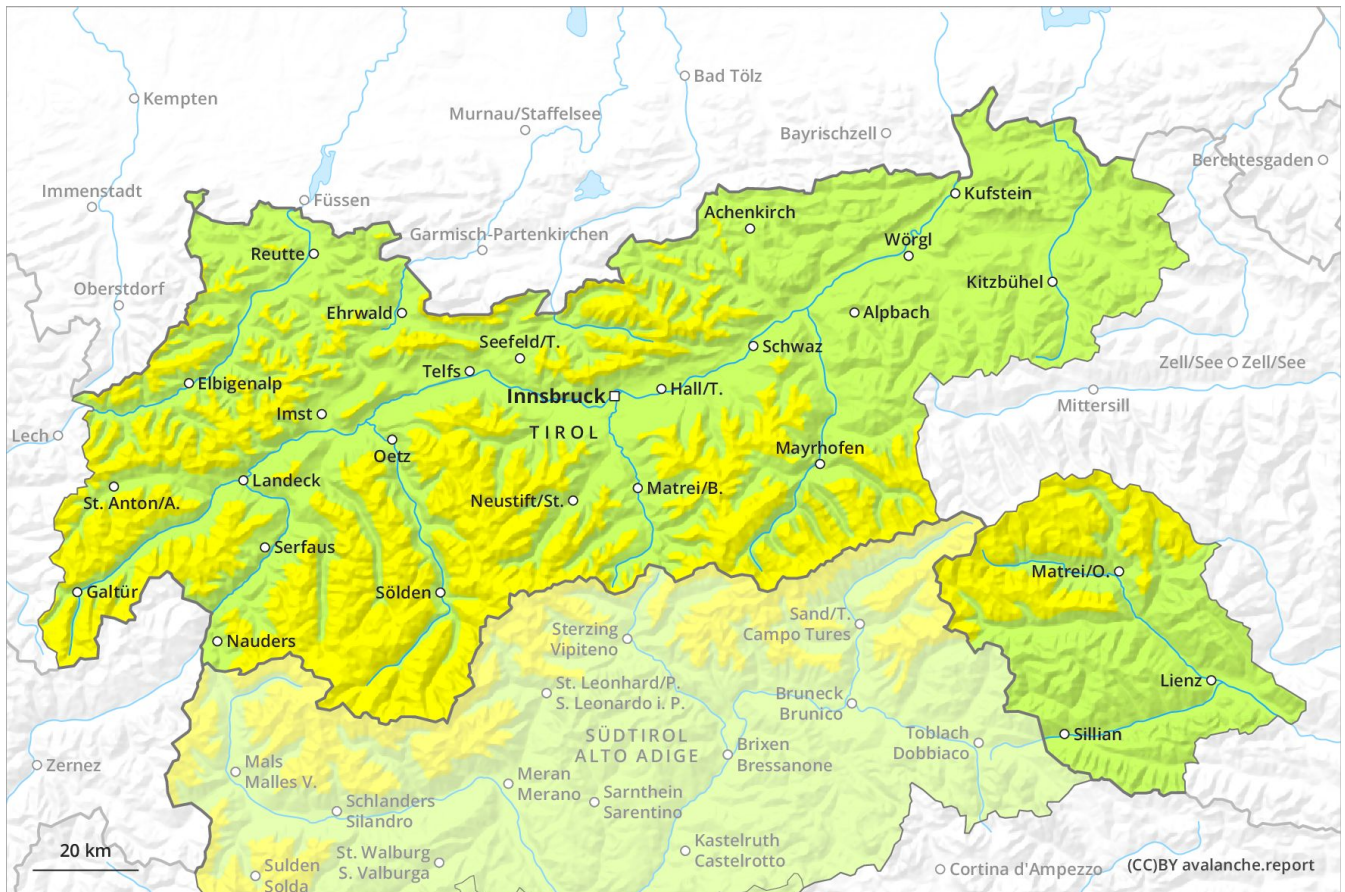 Bad Tölz
Kempten
Murnau/Staffelsee
Bayrischzell
Berchtesgaden
Immenstadt
Füssen
Kufstein
Achenkirch
Garmisch-Partenkirchen
Wörgl
Reutte
Oberstdorf
Kitzbühel
Ehrwald
Alpbach
Seefeld/T.
Schwaz
Zell/See
Zell/See
Telfs
Elbigenalp
Hall/T.
Innsbruck
Mittersill
Imst
TIROL
Lech
Oetz
Mayrhofen
Landeck
Matrei/B.
St. Anton/A.
Neustift/St.
Serfaus
Matrei/O.
Galtür
Sölden
Sand/T.
Campo Tures
Sterzing
Vipiteno
Nauders
Lienz
St. Leonhard/P.
S. Leonardo i. P.
Bruneck
Brunico
SÜDTIROL
ALTO ADIGE
Toblach
Dobbiaco
Sillian
Brixen
Bressanone
Zernez
Mals
Malles V.
Meran
Merano
Sarnthein
Sarentino
Schlanders
Silandro
Kastelruth
Castelrotto
20 km
St. Walburg
S. Valburga
Sulden
Solda
Cortina d'Ampezzo
(CC)BY avalanche.report